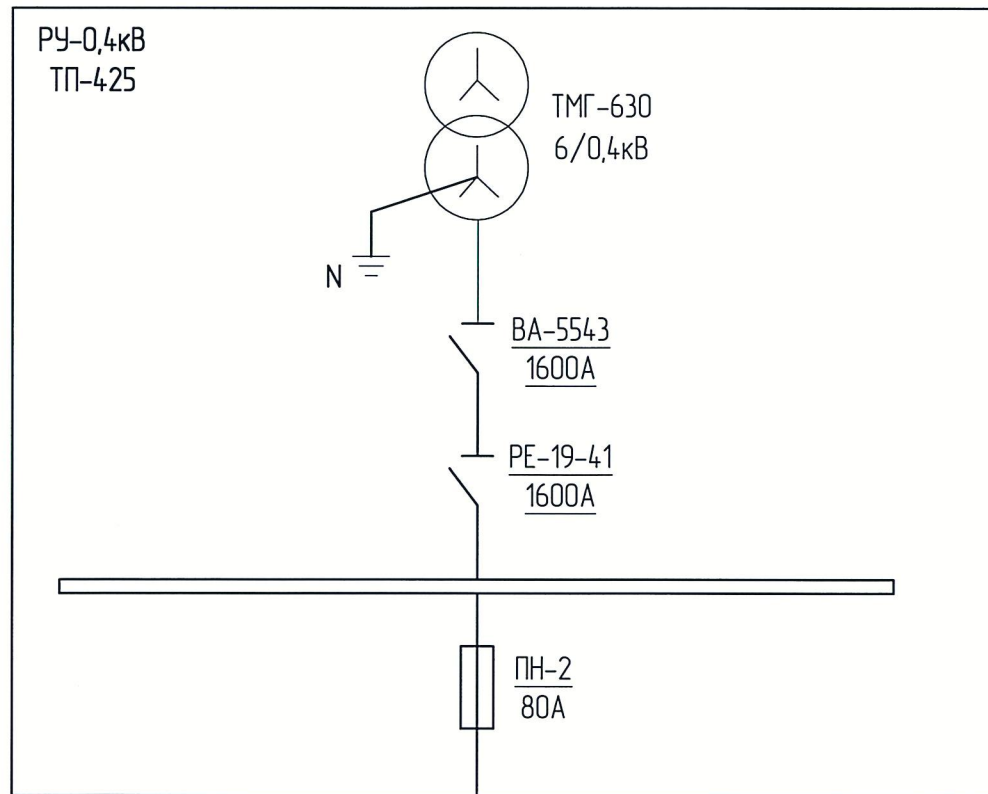 РУ-0,4кВ
ТП-425
ТМГ-630
6/0,4кВ
N
ВА-5543
1600А
РЕ-19-41
1600А
ПН-2
80А